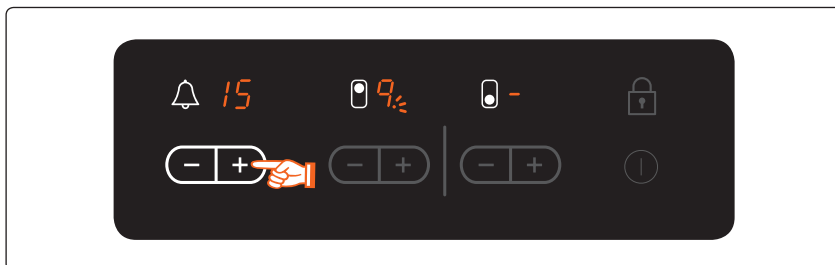 15 9. -
- + - + - +